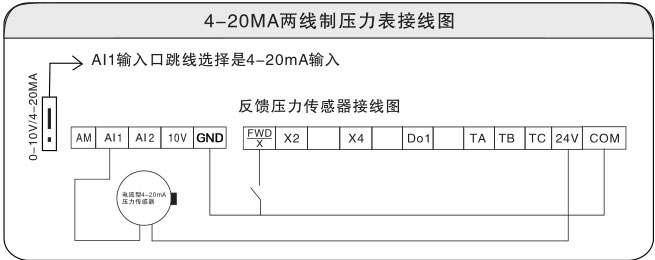 4-20MA两线制压力表接线图
AI1输入口跳线选择是4-20mA输入
0-10V/4-20MA
反馈压力传感器接线图
AM AI1 AI2 10V GND
FWD X X2 X4 Do1 TA TB TC 24V COM
电流型4-20mA
压力传感器